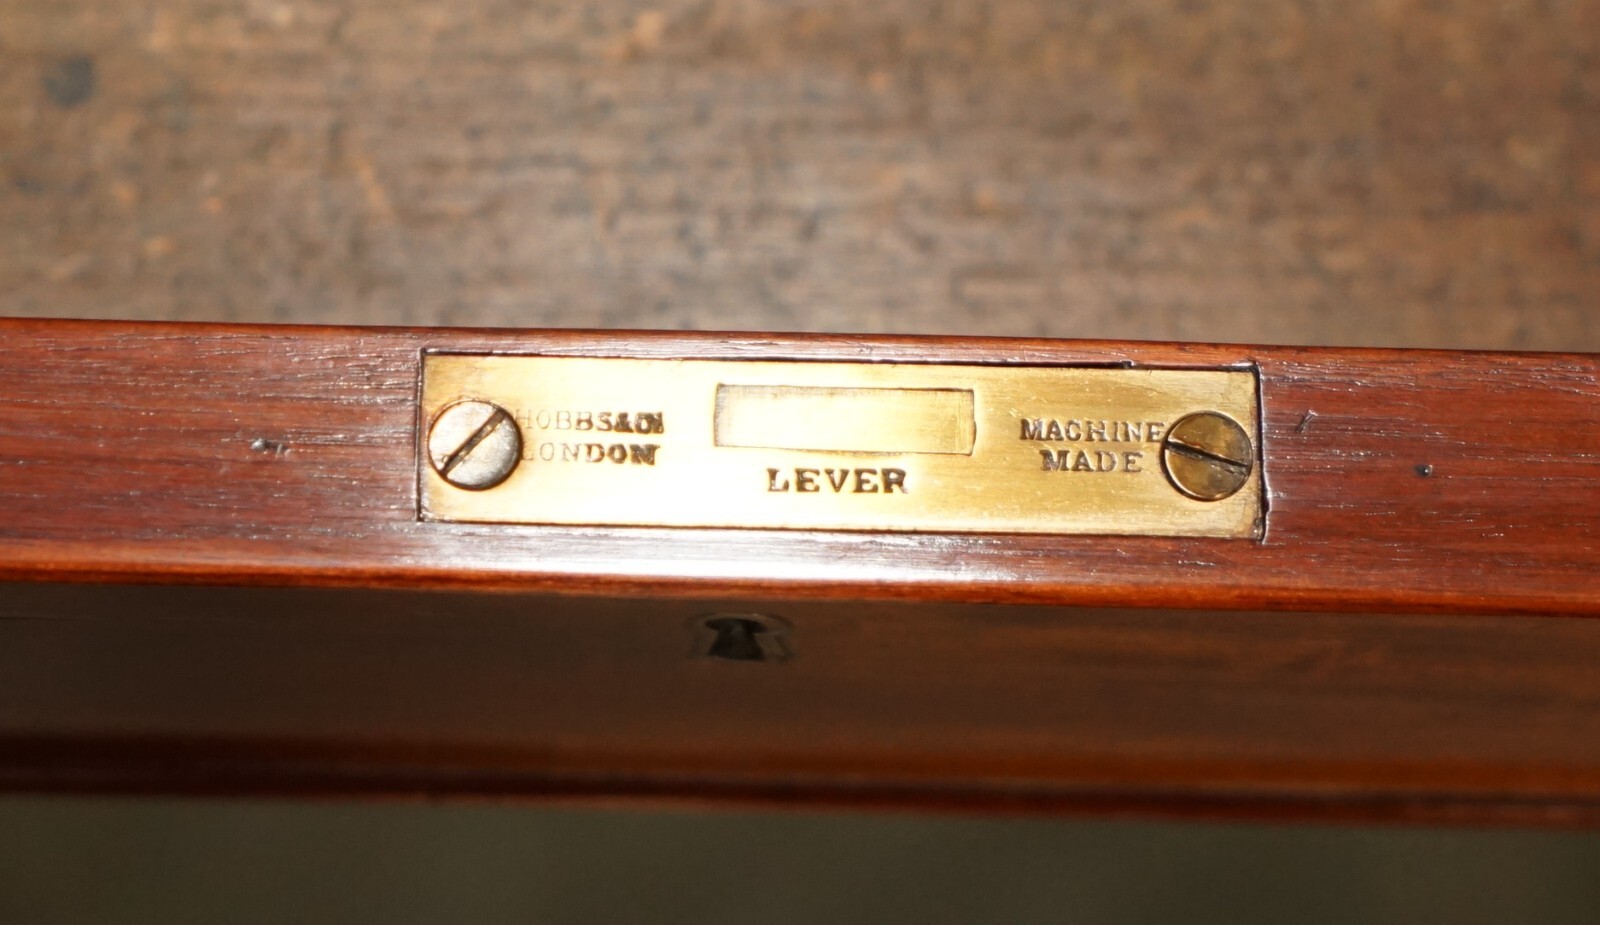 HOBBS & Co
LONDON
LEVER
MACHINE
MADE